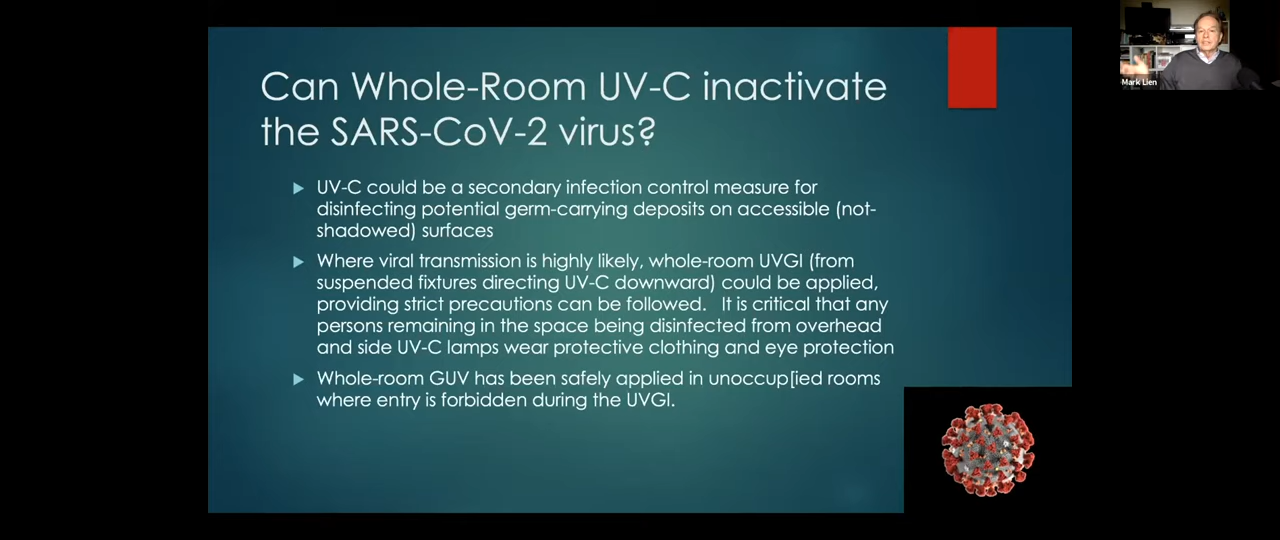 Can Whole-Room UV-C inactivate
the SARS-CoV-2 virus?
UV-C could be a secondary infection control measure for
disinfecting potential germ-carrying deposits on accessible (not-
shadowed) surfaces
Where viral transmission is highly likely, whole-room UVGI (from
suspended fixtures directing UV-C downward) could be applied,
providing strict precautions can be followed.   It is critical that any
persons remaining in the space being disinfected from overhead
and side UV-C lamps wear protective clothing and eye protection
Whole-room GUV has been safely applied in unoccup[ied rooms
where entry is forbidden during the UVGI.
Mark Lien